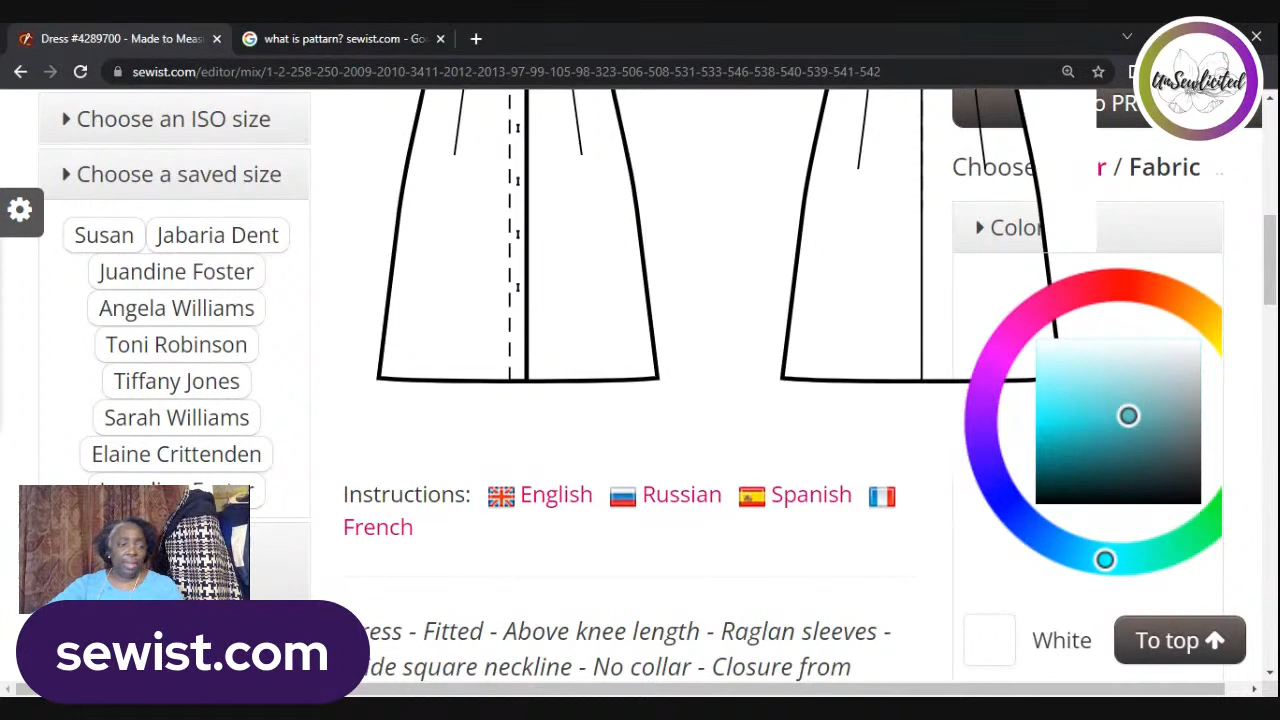 Dress #4289700 - Made to Meas
what is pattarn? sewist.com - Go
sewist.com/editor/mix/1-2-258-250-2009-2010-3411-2012-2013-97-99-105-98-323-506-508-531-533-546-538-540-539-541-542
UnSewlicited
Choose an ISO size
Choose a saved size
Susan
Jabaria Dent
Juandine Foster
Angela Williams
Toni Robinson
Tiffany Jones
Sarah Williams
Elaine Crittenden
o PR
Choose r / Fabric
Color
Instructions: English Russian Spanish
French
ress - Fitted - Above knee length - Raglan sleeves -
ide square neckline - No collar - Closure from
White
To top
sewist.com